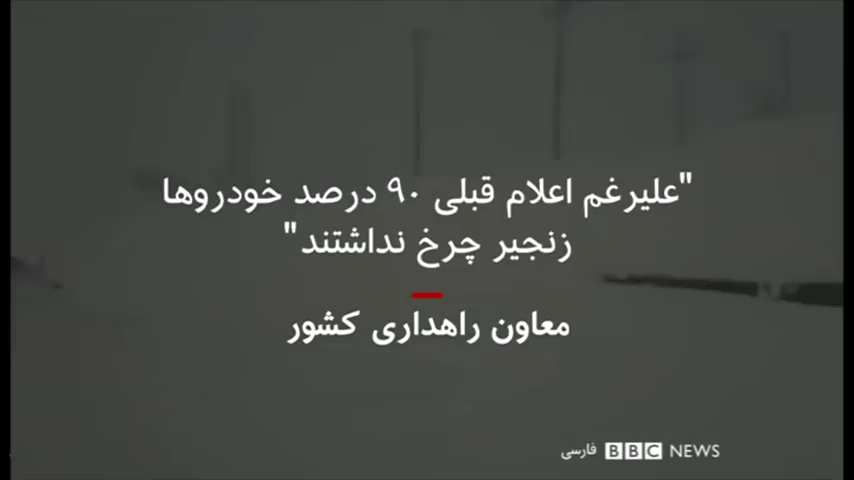 "علیرغم اعلام قبلی ۹۰ درصد خودروها
زنجیر چرخ نداشتند"
معاون راهداری کشور
BBC NEWS فارسی